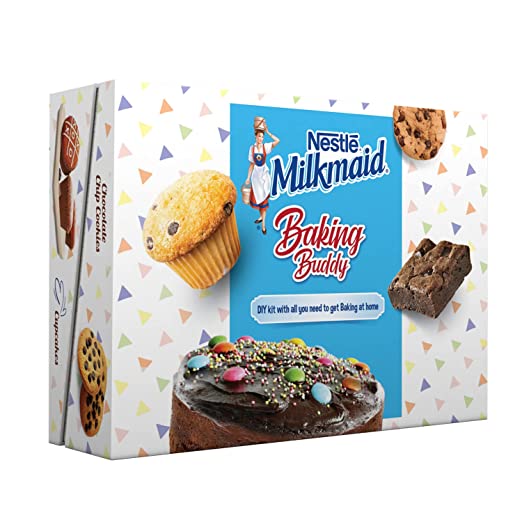 Nestlé
Milkmaid
Baking
Buddy
DIY kit with all you need to get Baking at home
Chocolate
Chip Cookies
Cupcakes